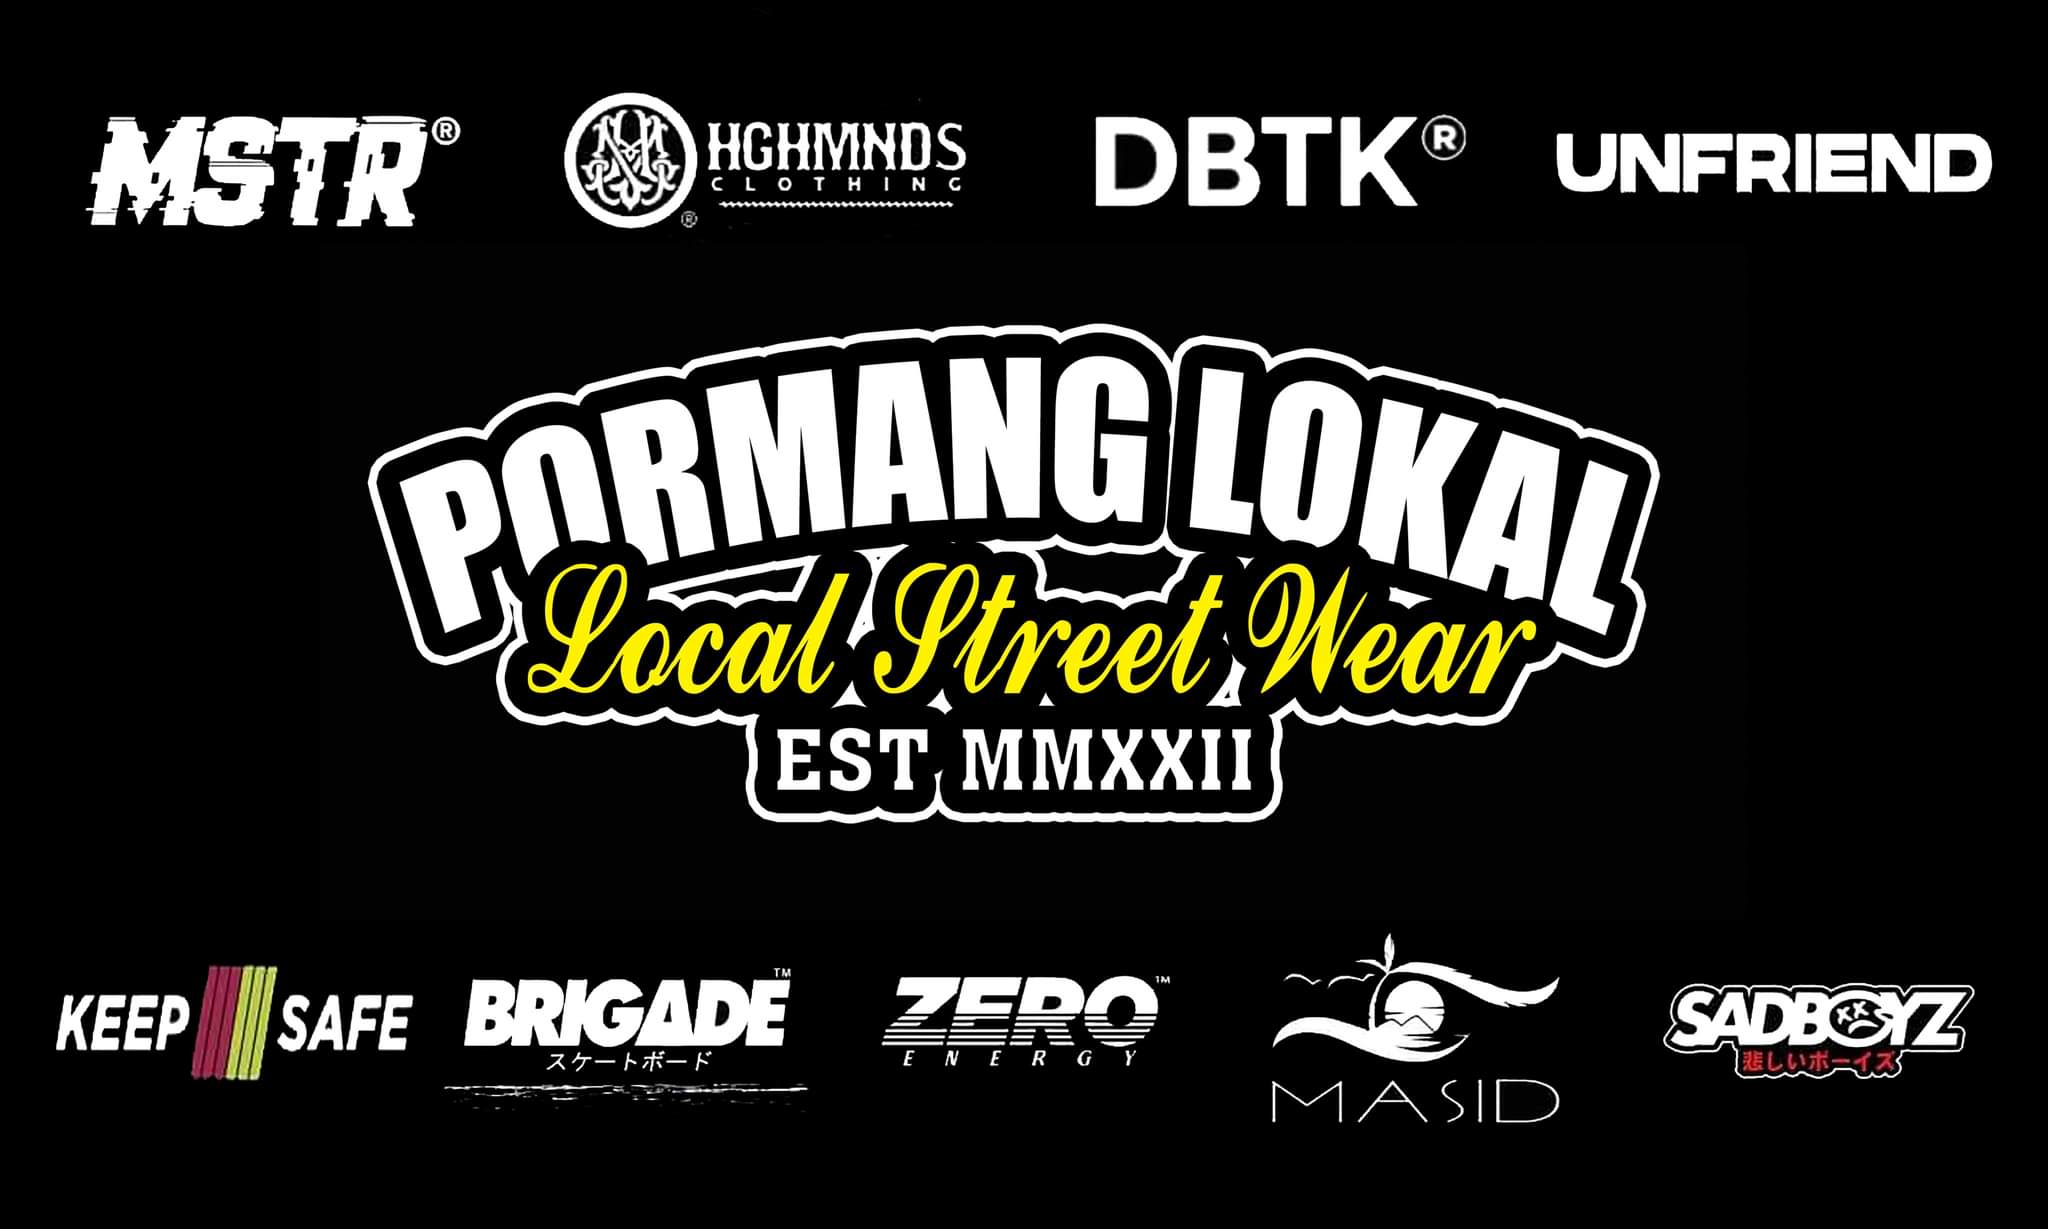 MSTR®
HGHMNDS
CLOTHING
®
DBTK®
UNFRIEND
PORMANG LOKAL
Local Street Wear
EST MMXXII
KEEP SAFE
BRIGADE™
スケートボード
ZERO™
ENERGY
MASID
SADBOYZ
悲しいボーイズ